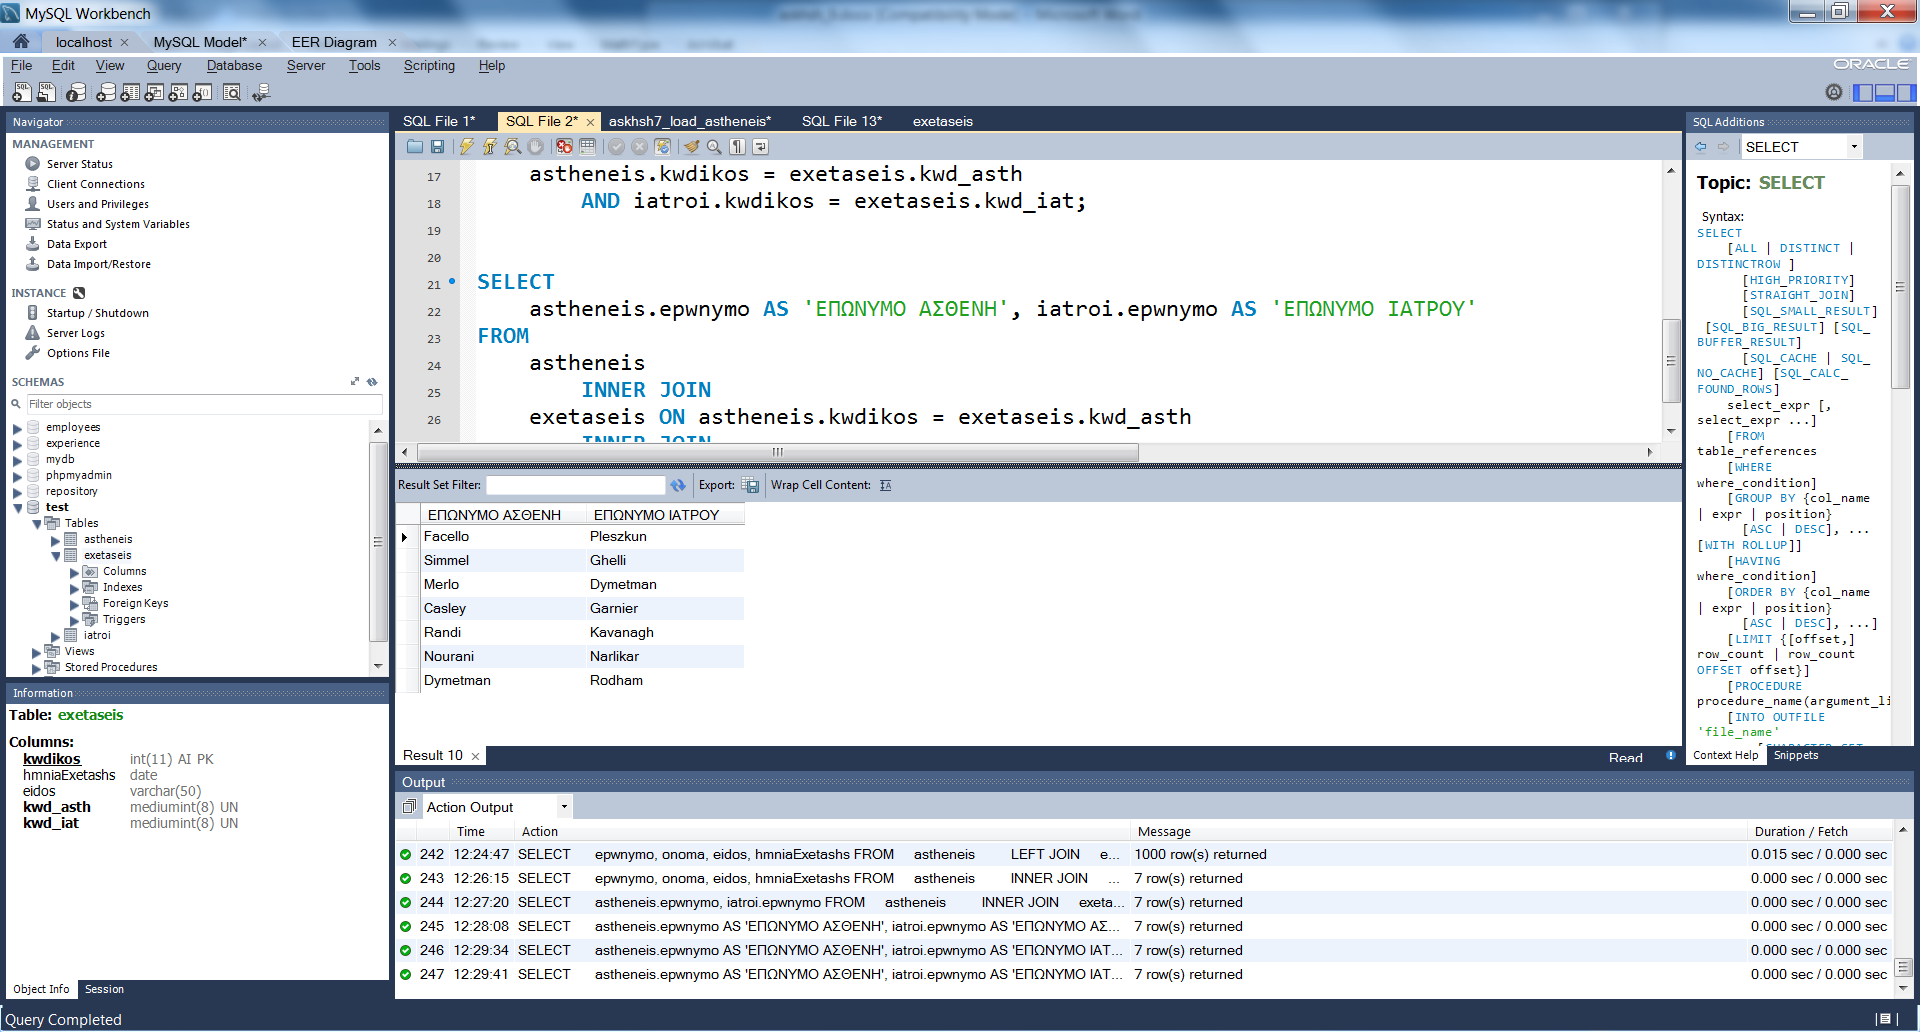 MySQL Workbench
localhost × MySQL Model* × EER Diagram ×
File Edit View Query Database Server Tools Scripting Help
ORACLE
Navigator
MANAGEMENT
Server Status
Client Connections
Users and Privileges
Status and System Variables
Data Export
Data Import/Restore
INSTANCE
Startup / Shutdown
Server Logs
Options File
SCHEMAS
Filter objects
employees
experience
mydb
phpmyadmin
repository
test
Tables
astheneis
exetaseis
Columns
Indexes
Foreign Keys
Triggers
iatroi
Views
Stored Procedures
Information
Table: exetaseis
Columns:
kwdikos int(11) AI PK
hmniaExetashs date
eidos varchar(50)
kwd_asth mediumint(8) UN
kwd_iat mediumint(8) UN
Object Info Session
Query Completed
SQL File 1* SQL File 2* × askhsh7_load_astheneis* SQL File 13* exetaseis
17 astheneis.kwdikos = exetaseis.kwd_asth
18 AND iatroi.kwdikos = exetaseis.kwd_iat;
19
20
21 SELECT
22 astheneis.epwnymo AS 'ΕΠΩΝΥΜΟ ΑΣΘΕΝΗ', iatroi.epwnymo AS 'ΕΠΩΝΥΜΟ ΙΑΤΡΟΥ'
23 FROM
24 astheneis
25 INNER JOIN
26 exetaseis ON astheneis.kwdikos = exetaseis.kwd_asth
INNER JOIN
Result Set Filter: Export: Wrap Cell Content:
ΕΠΩΝΥΜΟ ΑΣΘΕΝΗ ΕΠΩΝΥΜΟ ΙΑΤΡΟΥ
Facello Pleszkun
Simmel Ghelli
Merlo Dymetman
Casley Garnier
Randi Kavanagh
Nourani Narlikar
Dymetman Rodham
Result 10 × Read
Output
Action Output
Time Action Message Duration / Fetch
242 12:24:47 SELECT epwnymo, onoma, eidos, hmniaExetashs FROM astheneis LEFT JOIN e... 1000 row(s) returned 0.015 sec / 0.000 sec
243 12:26:15 SELECT epwnymo, onoma, eidos, hmniaExetashs FROM astheneis INNER JOIN ... 7 row(s) returned 0.000 sec / 0.000 sec
244 12:27:20 SELECT astheneis.epwnymo, iatroi.epwnymo FROM astheneis INNER JOIN exeta... 7 row(s) returned 0.000 sec / 0.000 sec
245 12:28:08 SELECT astheneis.epwnymo AS 'ΕΠΩΝΥΜΟ ΑΣΘΕΝΗ', iatroi.epwnymo AS 'ΕΠΩΝΥΜΟ ΑΣ... 7 row(s) returned 0.000 sec / 0.000 sec
246 12:29:34 SELECT astheneis.epwnymo AS 'ΕΠΩΝΥΜΟ ΑΣΘΕΝΗ', iatroi.epwnymo AS 'ΕΠΩΝΥΜΟ ΙΑΤ... 7 row(s) returned 0.000 sec / 0.000 sec
247 12:29:41 SELECT astheneis.epwnymo AS 'ΕΠΩΝΥΜΟ ΑΣΘΕΝΗ', iatroi.epwnymo AS 'ΕΠΩΝΥΜΟ ΙΑΤ... 7 row(s) returned 0.000 sec / 0.000 sec
SQL Additions
SELECT
Topic: SELECT
Syntax:
SELECT
[ALL | DISTINCT |
DISTINCTROW ]
[HIGH_PRIORITY]
[STRAIGHT_JOIN]
[SQL_SMALL_RESULT]
[SQL_BIG_RESULT] [SQL_
BUFFER_RESULT]
[SQL_CACHE | SQL_
NO_CACHE] [SQL_CALC_
FOUND_ROWS]
select_expr [,
select_expr ...]
[FROM
table_references
[WHERE
where_condition]
[GROUP BY {col_name
| expr | position}
[ASC | DESC], ...
[WITH ROLLUP]]
[HAVING
where_condition]
[ORDER BY {col_name
| expr | position}
[ASC | DESC], ...]
[LIMIT {[offset,]
row_count | row_count
OFFSET offset}]
[PROCEDURE
procedure_name(argument_li
[INTO OUTFILE
'file_name'
[CHARACTER SET
Context Help Snippets